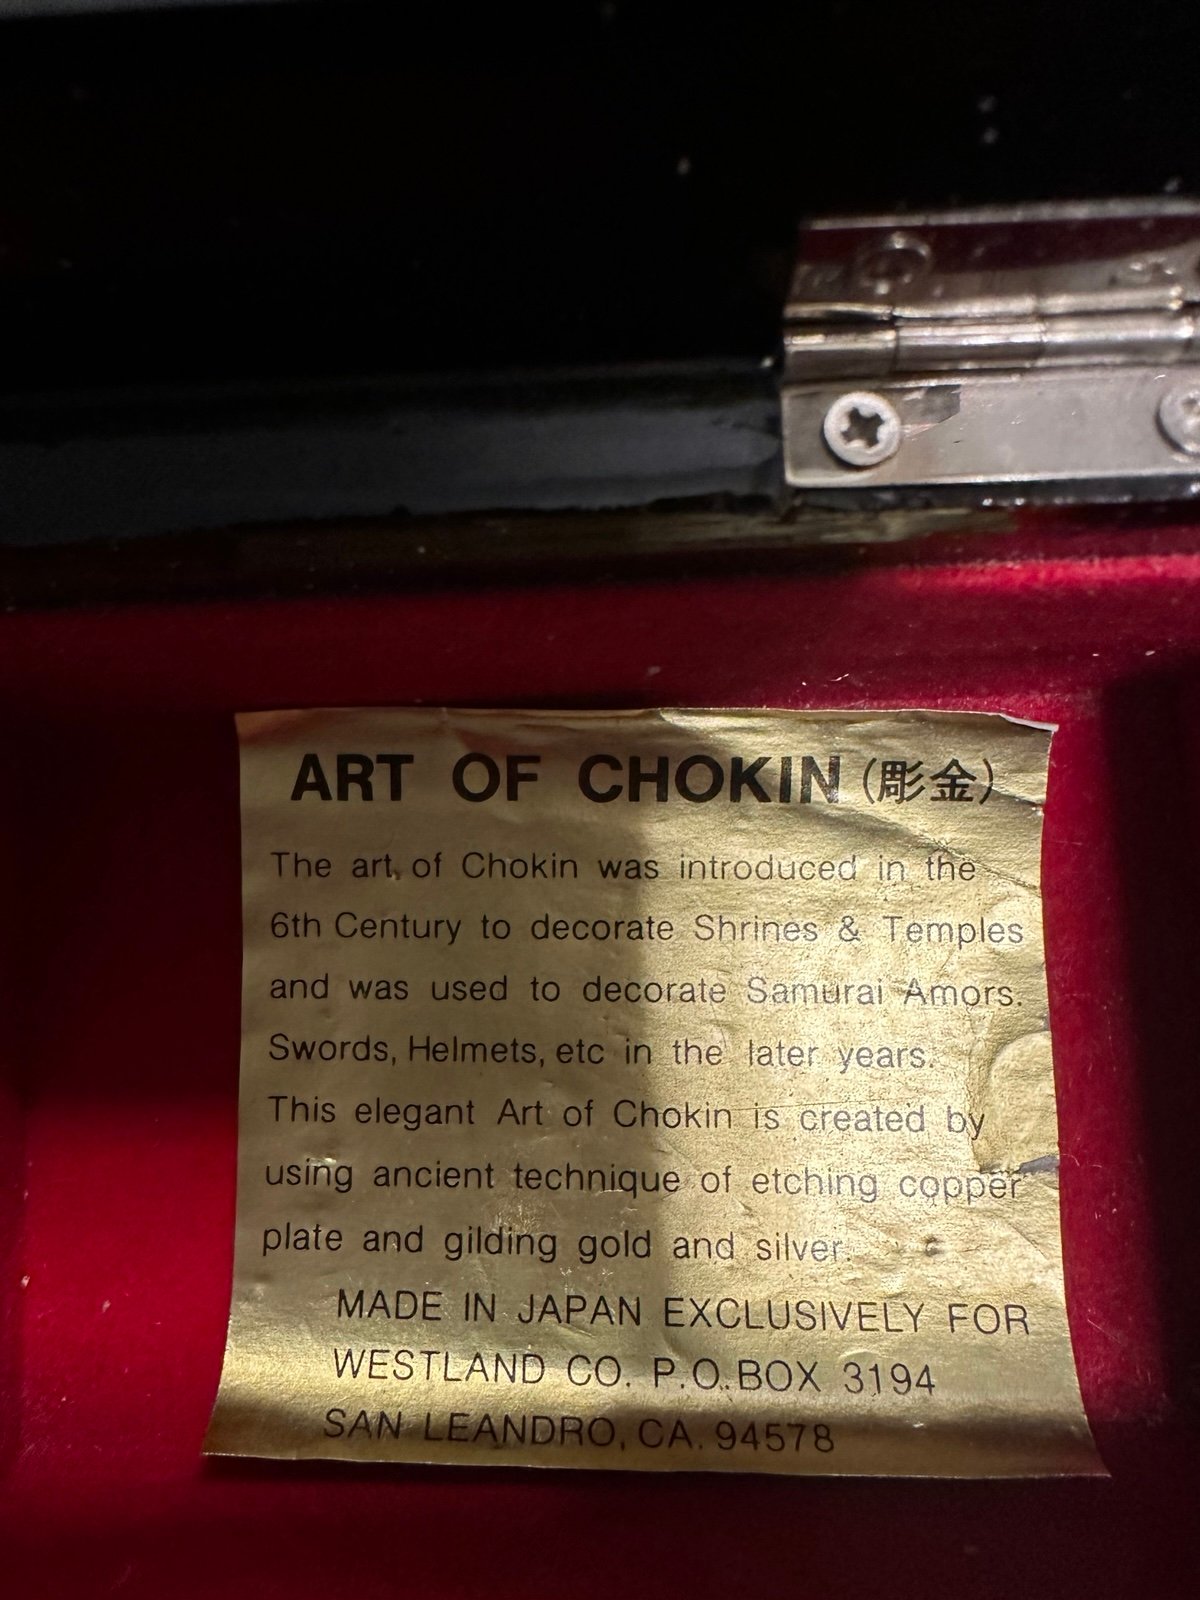 ART OF CHOKIN (彫金)
The art of Chokin was introduced in the
6th Century to decorate Shrines & Temples
and was used to decorate Samurai Amors.
Swords, Helmets, etc in the later years.
This elegant Art of Chokin is created by
using ancient technique of etching copper
plate and gilding gold and silver.
MADE IN JAPAN EXCLUSIVELY FOR
WESTLAND CO. P.O.BOX 3194
SAN LEANDRO, CA. 94578